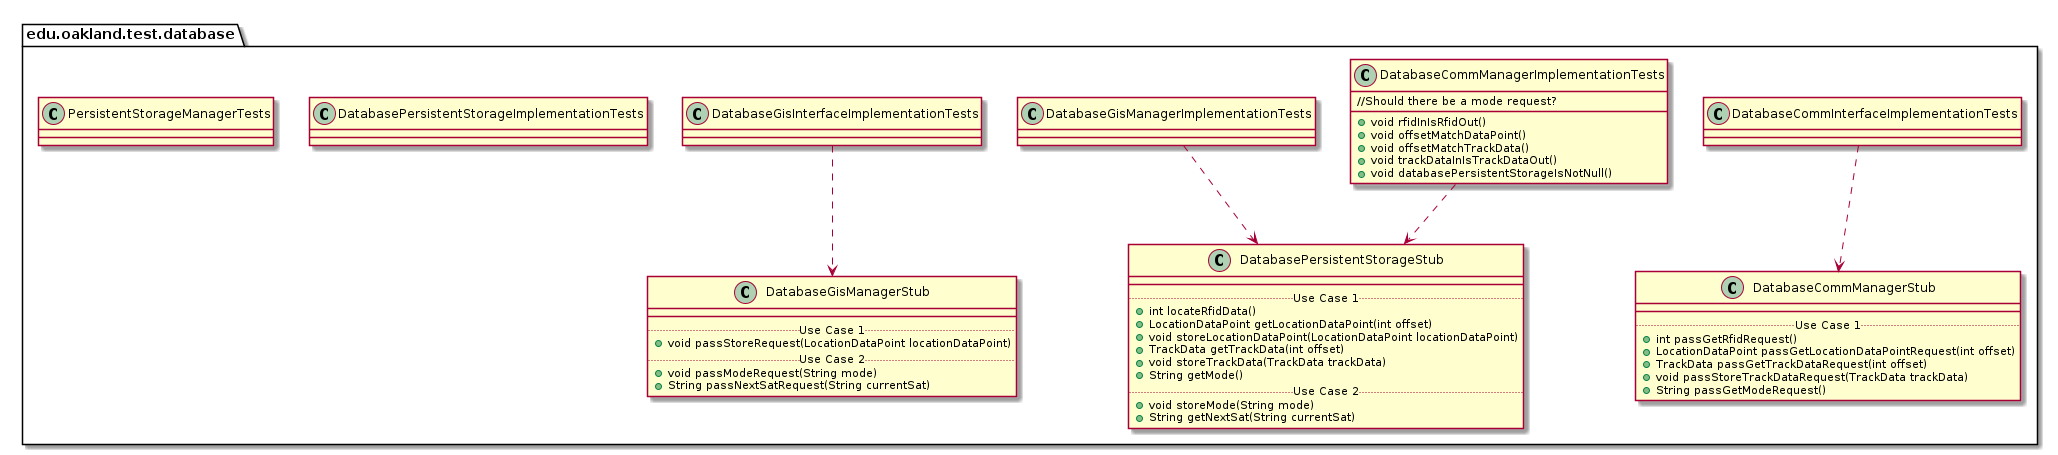 edu.oakland.test.database
C PersistentStorageManagerTests
C DatabasePersistentStorageImplementationTests
C DatabaseGisInterfaceImplementationTests
C DatabaseGisManagerImplementationTests
C DatabaseCommManagerImplementationTests
//Should there be a mode request?
void rfidInIsRfidOut()
void offsetMatchDataPoint()
void offsetMatchTrackData()
void trackDataInIsTrackDataOut()
void databasePersistentStorageIsNotNull()
C DatabaseCommInterfaceImplementationTests
C DatabaseGisManagerStub
Use Case 1
void passStoreRequest(LocationDataPoint locationDataPoint)
Use Case 2
void passModeRequest(String mode)
String passNextSatRequest(String currentSat)
C DatabasePersistentStorageStub
Use Case 1
int locateRfidData()
LocationDataPoint getLocationDataPoint(int offset)
void storeLocationDataPoint(LocationDataPoint locationDataPoint)
TrackData getTrackData(int offset)
void storeTrackData(TrackData trackData)
String getMode()
Use Case 2
void storeMode(String mode)
String getNextSat(String currentSat)
C DatabaseCommManagerStub
Use Case 1
int passGetRfidRequest()
LocationDataPoint passGetLocationDataPointRequest(int offset)
TrackData passGetTrackDataRequest(int offset)
void passStoreTrackDataRequest(TrackData trackData)
String passGetModeRequest()